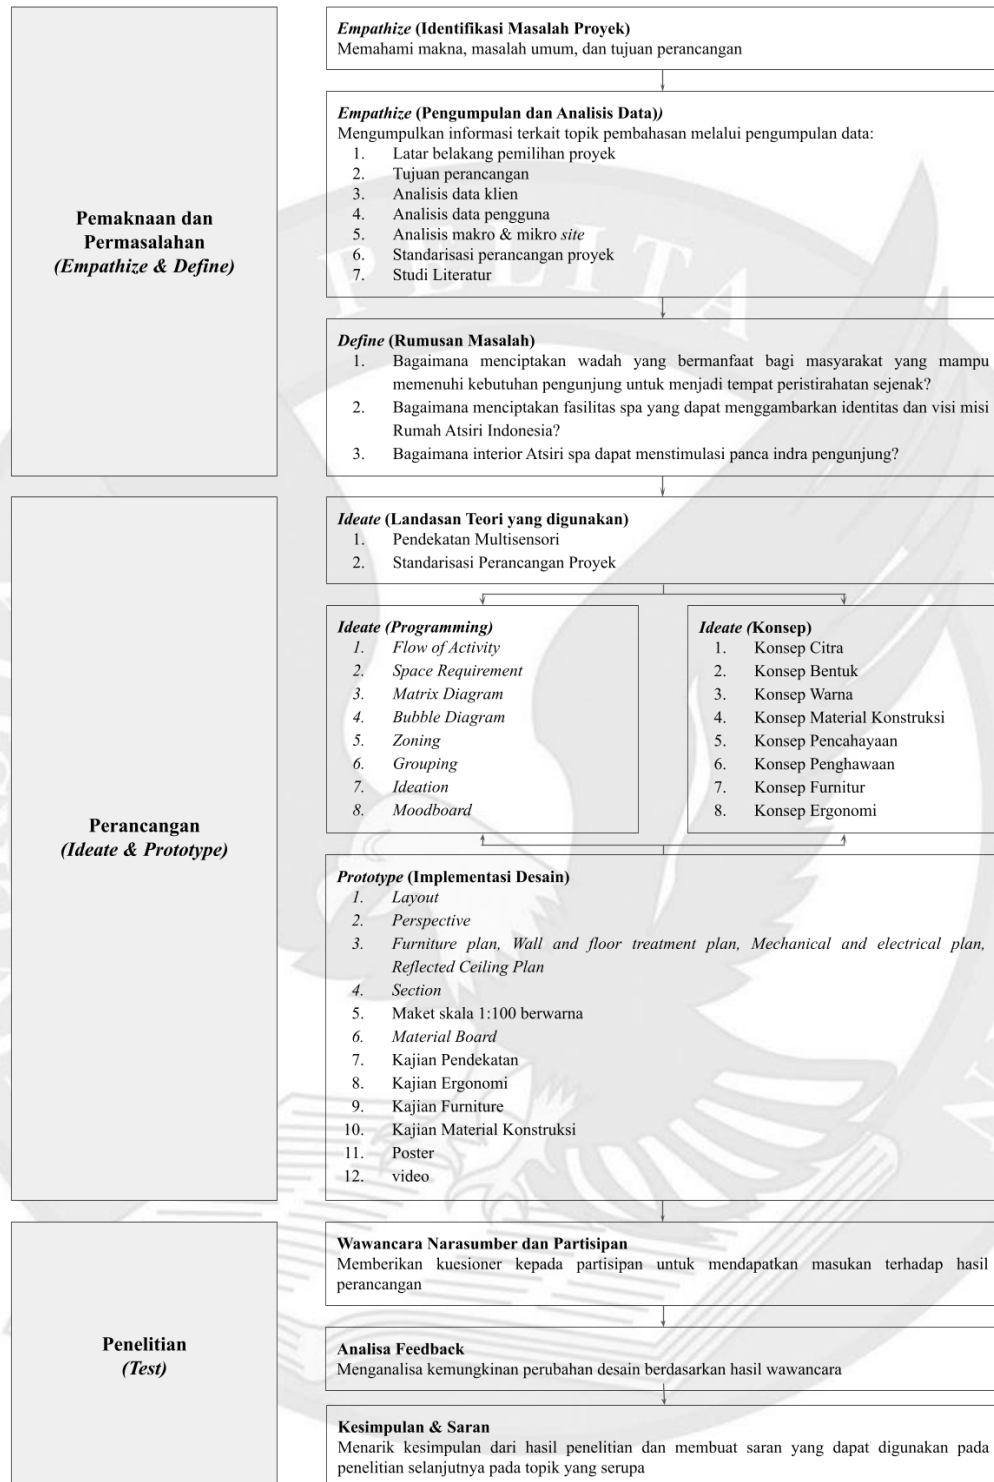 Pemaknaan dan
Permasalahan
(Empathize & Define)
Empathize (Identifikasi Masalah Proyek)
Memahami makna, masalah umum, dan tujuan perancangan
Empathize (Pengumpulan dan Analisis Data))
Mengumpulkan informasi terkait topik pembahasan melalui pengumpulan data:
1. Latar belakang pemilihan proyek
2. Tujuan perancangan
3. Analisis data klien
4. Analisis data pengguna
5. Analisis makro & mikro site
6. Standarisasi perancangan proyek
7. Studi Literatur
Define (Rumusan Masalah)
1. Bagaimana menciptakan wadah yang bermanfaat bagi masyarakat yang mampu
memenuhi kebutuhan pengunjung untuk menjadi tempat peristirahatan sejenak?
2. Bagaimana menciptakan fasilitas spa yang dapat menggambarkan identitas dan visi misi
Rumah Atsiri Indonesia?
3. Bagaimana interior Atsiri spa dapat menstimulasi panca indra pengunjung?
Perancangan
(Ideate & Prototype)
Ideate (Landasan Teori yang digunakan)
1. Pendekatan Multisensori
2. Standarisasi Perancangan Proyek
Ideate (Programming)
1. Flow of Activity
2. Space Requirement
3. Matrix Diagram
4. Bubble Diagram
5. Zoning
6. Grouping
7. Ideation
8. Moodboard
Ideate (Konsep)
1. Konsep Citra
2. Konsep Bentuk
3. Konsep Warna
4. Konsep Material Konstruksi
5. Konsep Pencahayaan
6. Konsep Penghawaan
7. Konsep Furnitur
8. Konsep Ergonomi
Prototype (Implementasi Desain)
1. Layout
2. Perspective
3. Furniture plan, Wall and floor treatment plan, Mechanical and electrical plan,
Reflected Ceiling Plan
4. Section
5. Maket skala 1:100 berwarna
6. Material Board
7. Kajian Pendekatan
8. Kajian Ergonomi
9. Kajian Furniture
10. Kajian Material Konstruksi
11. Poster
12. video
Penelitian
(Test)
Wawancara Narasumber dan Partisipan
Memberikan kuesioner kepada partisipan untuk mendapatkan masukan terhadap hasil
perancangan
Analisa Feedback
Menganalisa kemungkinan perubahan desain berdasarkan hasil wawancara
Kesimpulan & Saran
Menarik kesimpulan dari hasil penelitian dan membuat saran yang dapat digunakan pada
penelitian selanjutnya pada topik yang serupa
PELITA